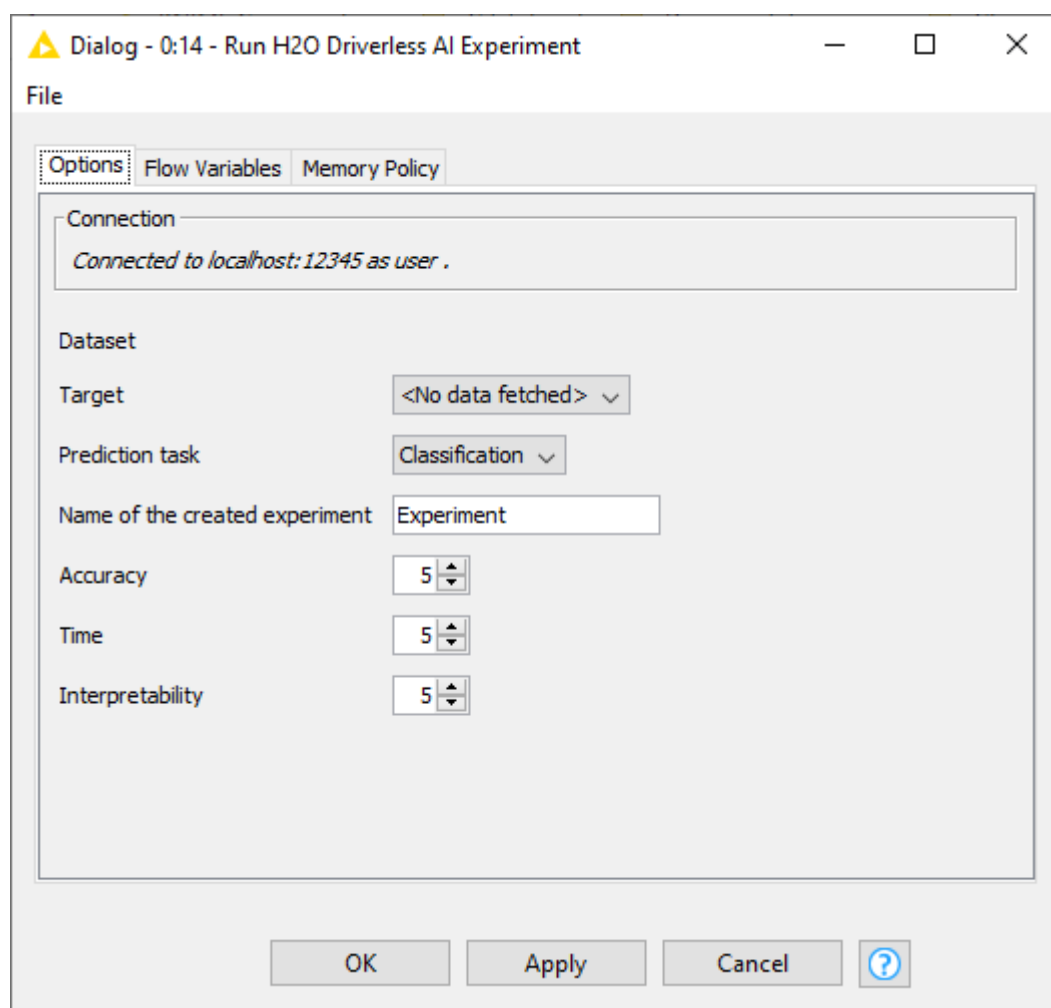 Dialog - 0:14 - Run H2O Driverless AI Experiment
File
Options Flow Variables Memory Policy
Connection
Connected to localhost:12345 as user .
Dataset
Target <No data fetched>
Prediction task Classification
Name of the created experiment Experiment
Accuracy 5
Time 5
Interpretability 5
OK Apply Cancel ?